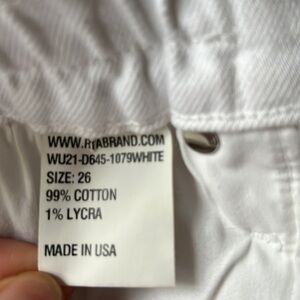 WWW.RTABRAND.COM
WU21-D645-1079WHITE
SIZE: 26
99% COTTON
1% LYCRA
MADE IN USA